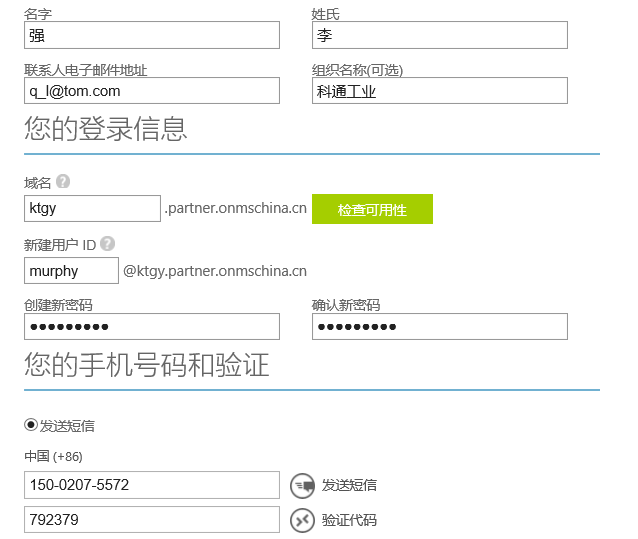 名字 姓氏
强 李
联系人电子邮件地址 组织名称(可选)
q_l@tom.com 科通工业
您的登录信息
域名 ?
ktgy .partner.onmschina.cn 检查可用性
新建用户 ID ?
murphy @ktgy.partner.onmschina.cn
创建新密码 确认新密码
●●●●●●●●● ●●●●●●●●●
您的手机号码和验证
发送短信
中国 (+86)
150-0207-5572 发送短信
792379 验证代码